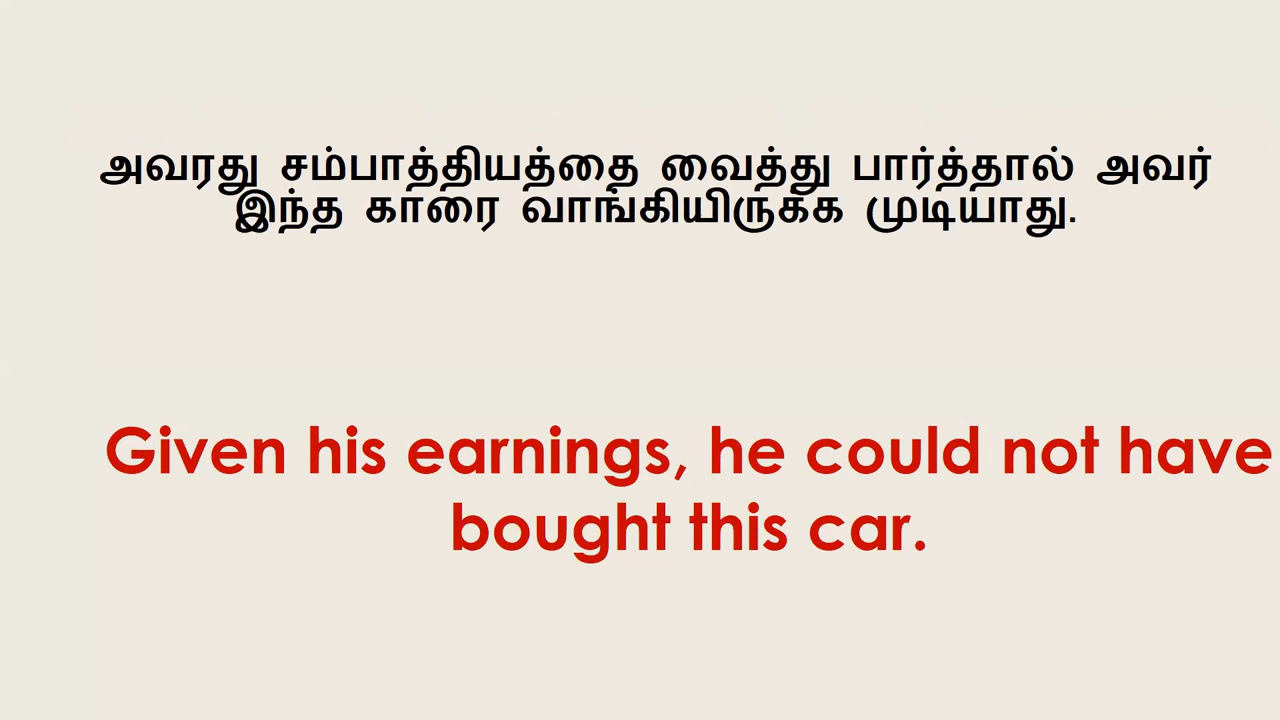 அவரது சம்பாத்தியத்தை வைத்து பார்த்தால் அவர்
இந்த காரை வாங்கியிருக்க முடியாது.
Given his earnings, he could not have
bought this car.